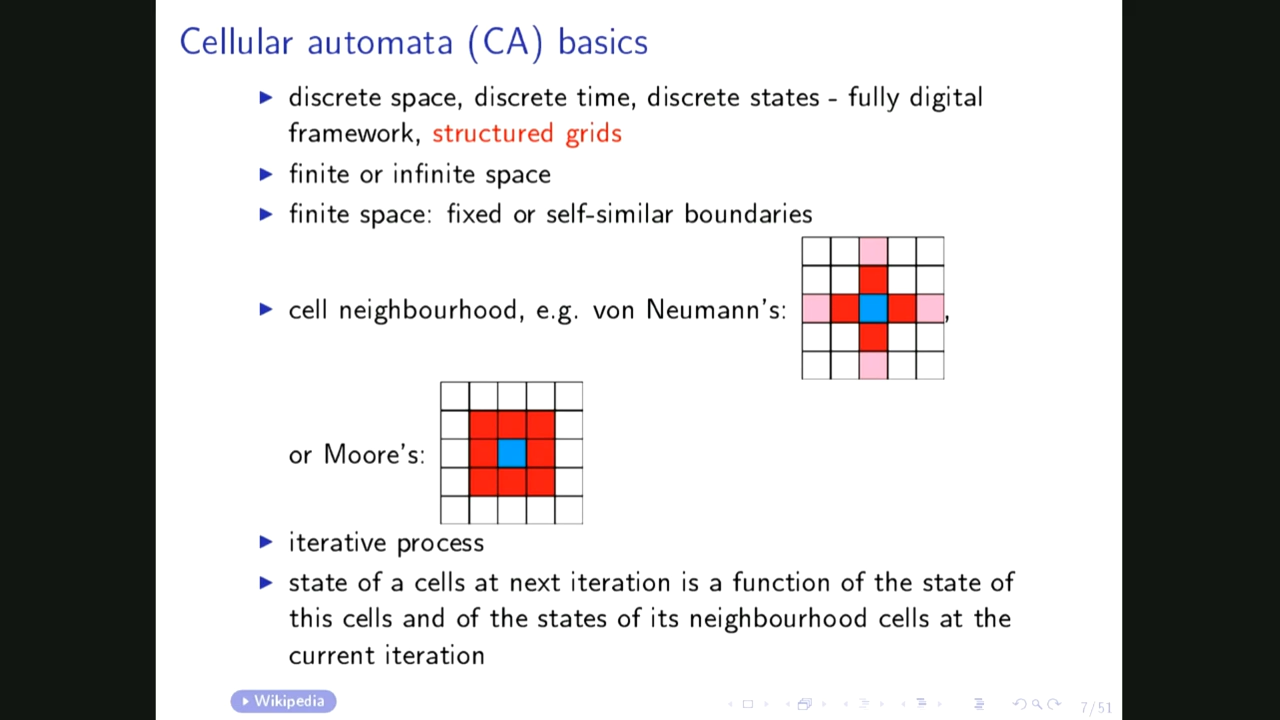 Cellular automata (CA) basics
discrete space, discrete time, discrete states - fully digital
framework, structured grids
finite or infinite space
finite space: fixed or self-similar boundaries
cell neighbourhood, e.g. von Neumann's: ,
or Moore's:
iterative process
state of a cells at next iteration is a function of the state of
this cells and of the states of its neighbourhood cells at the
current iteration
Wikipedia
7/51